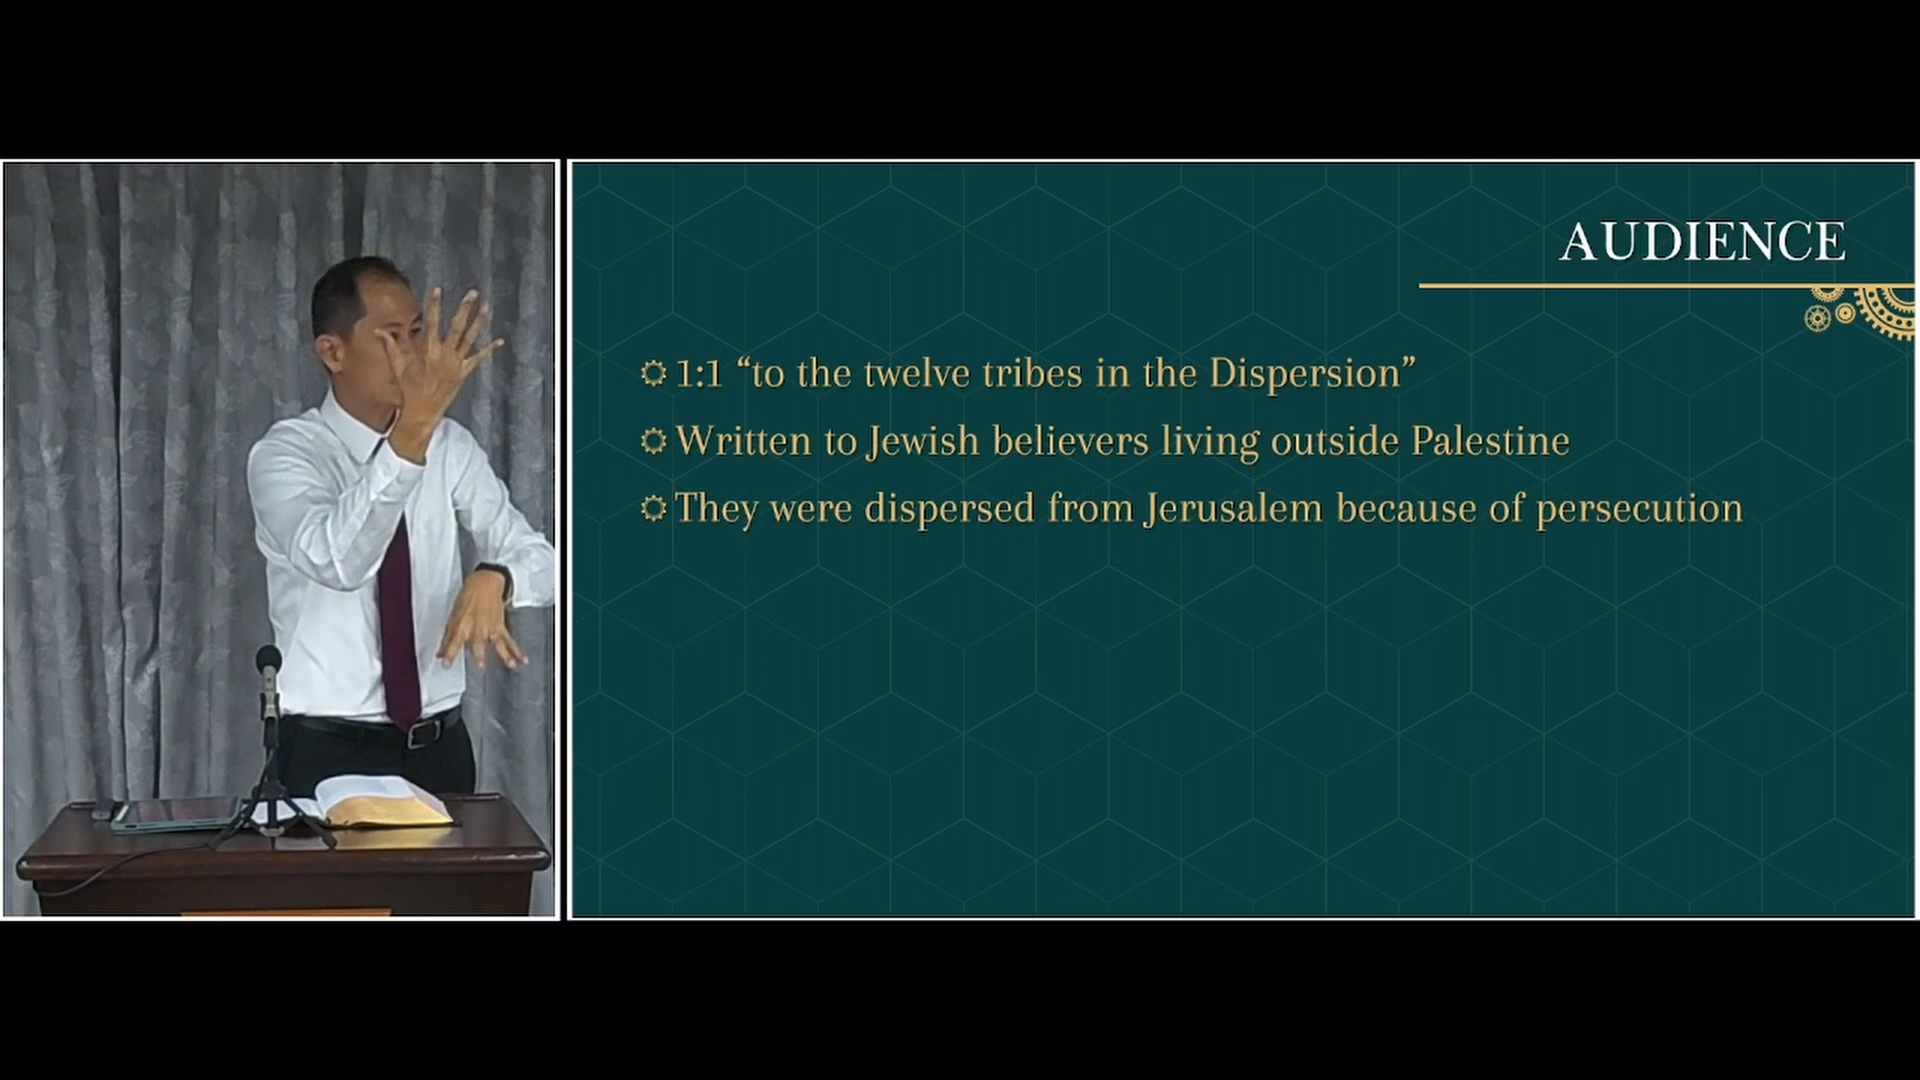 AUDIENCE
1:1 “to the twelve tribes in the Dispersion”
Written to Jewish believers living outside Palestine
They were dispersed from Jerusalem because of persecution